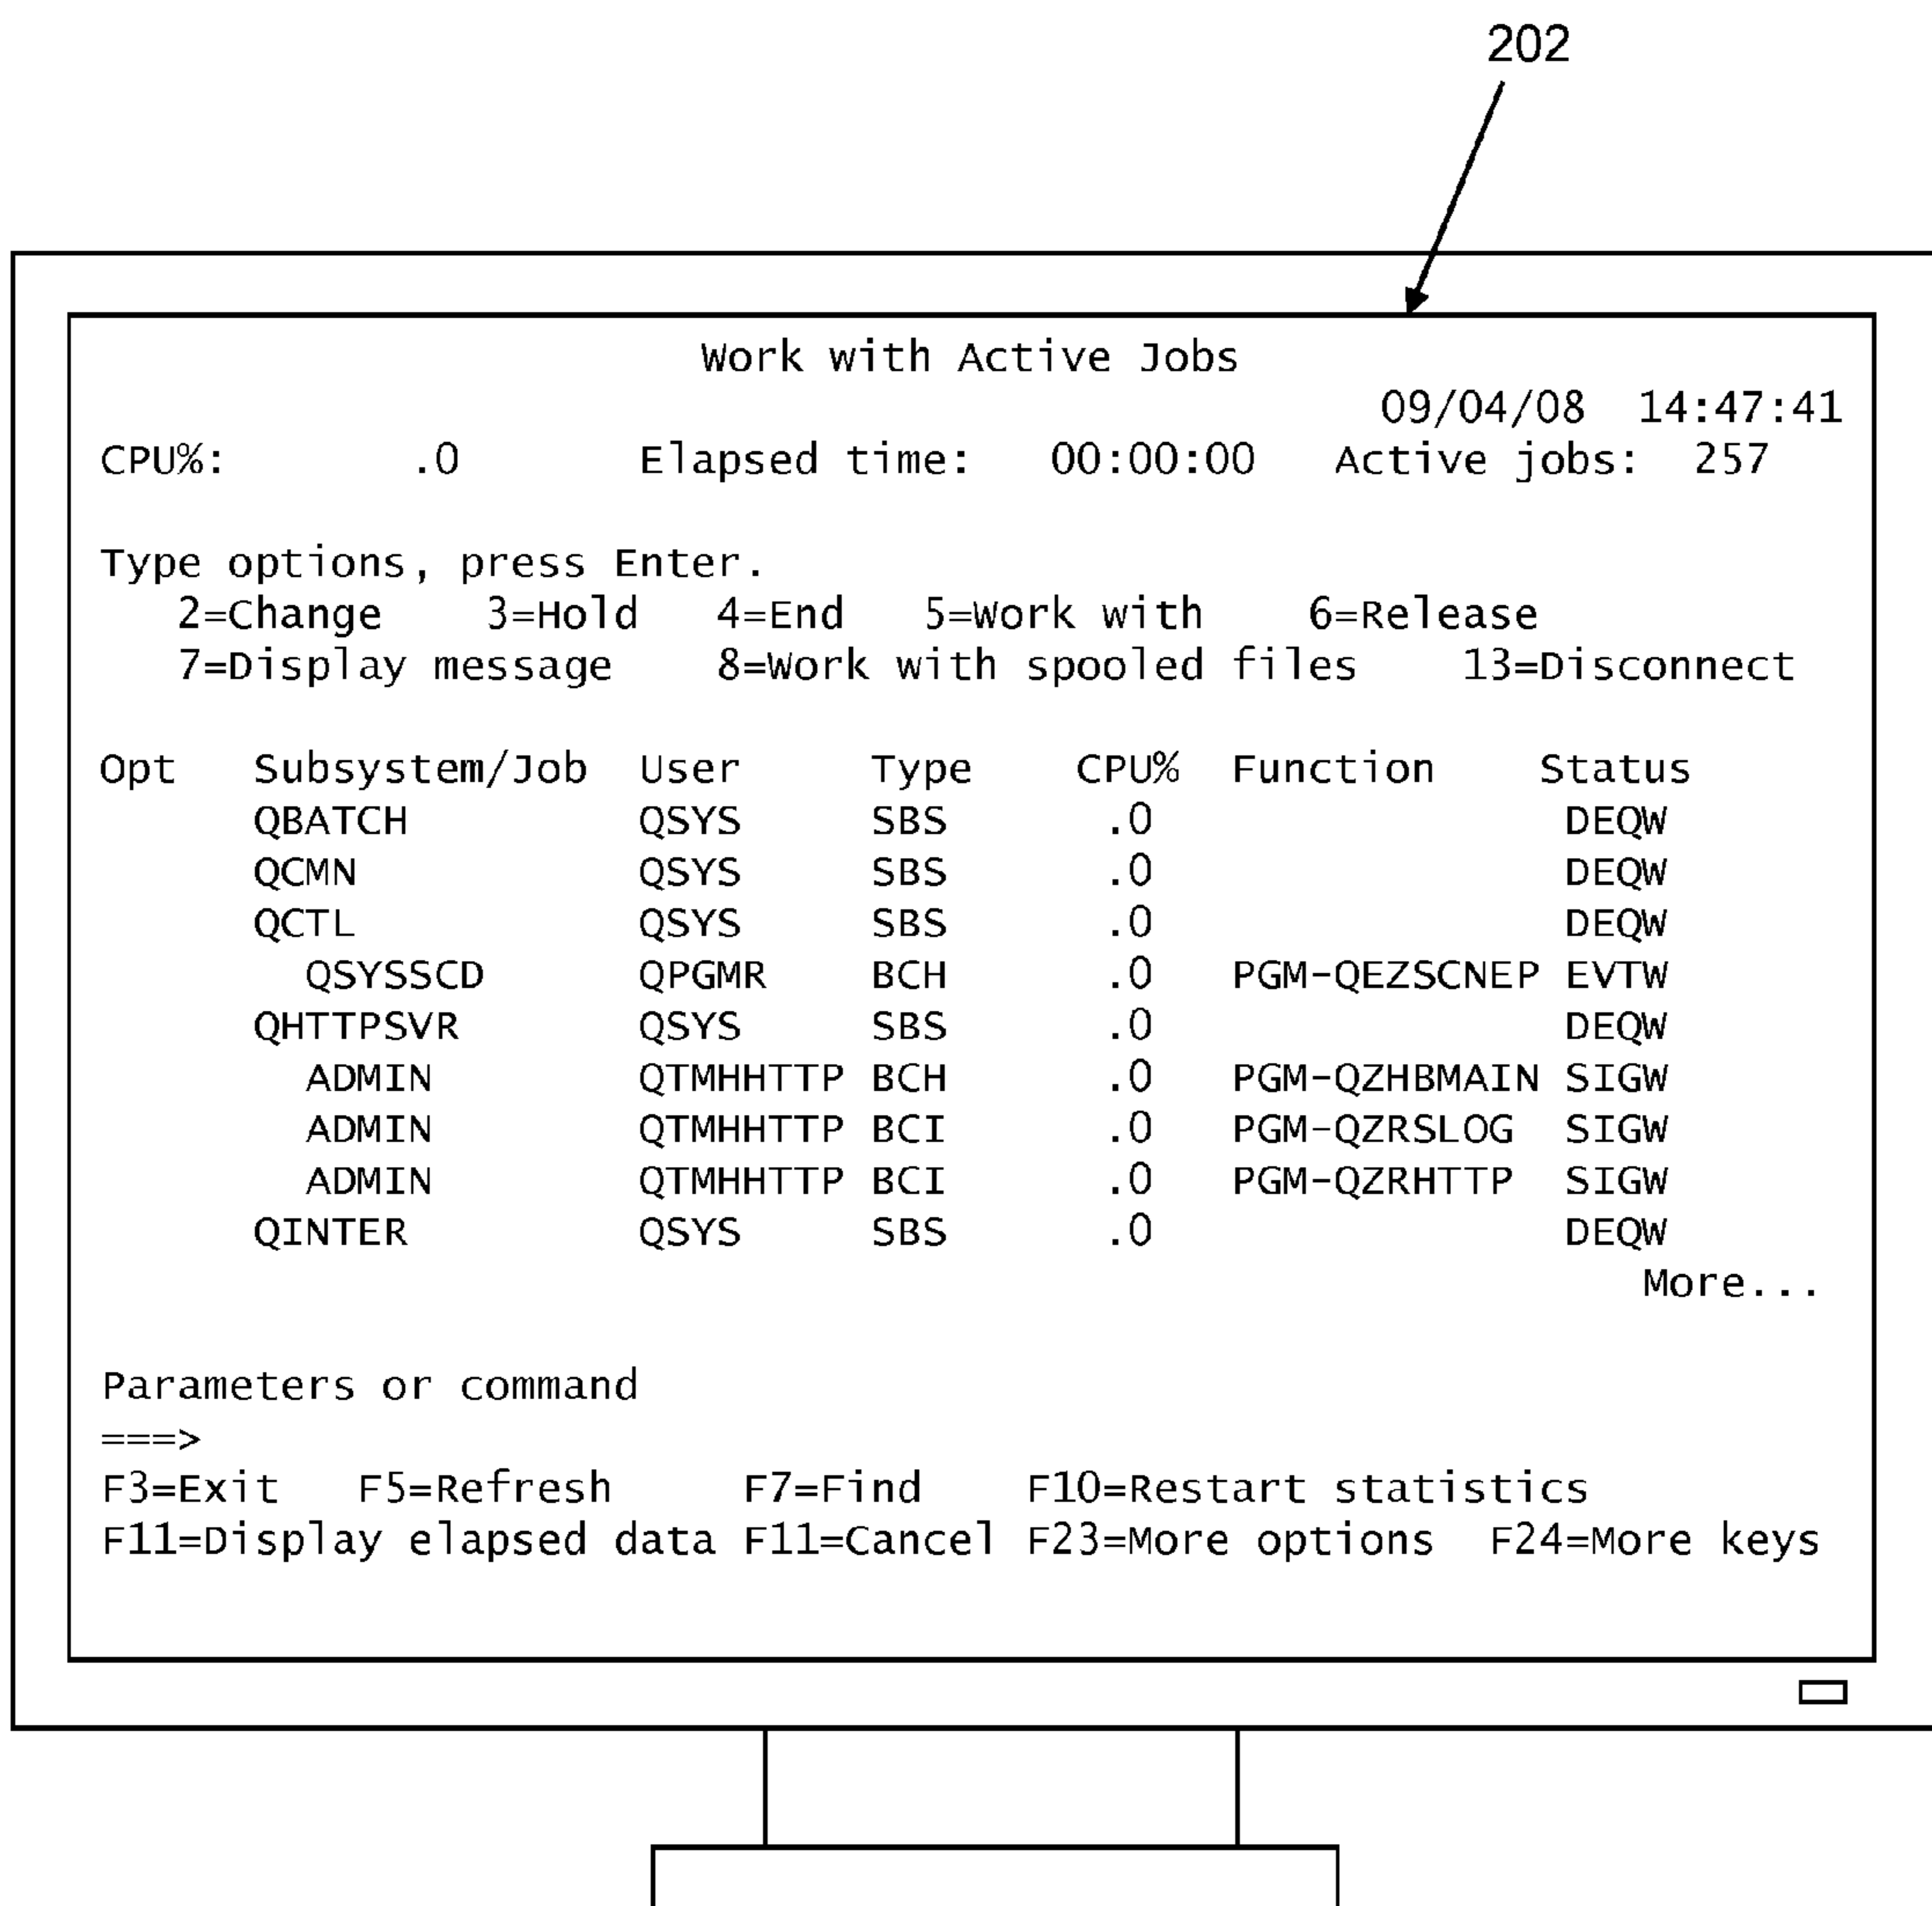 202
Work with Active Jobs
09/04/08 14:47:41
CPU%: .0 Elapsed time: 00:00:00 Active jobs: 257
Type options, press Enter.
2=Change 3=Hold 4=End 5=Work with 6=Release
7=Display message 8=Work with spooled files 13=Disconnect
Opt Subsystem/Job User Type CPU% Function Status
QBATCH QSYS SBS .0 DEQW
QCMN QSYS SBS .0 DEQW
QCTL QSYS SBS .0 DEQW
QSYSSCD QPGMR BCH .0 PGM-QEZSCNEP EVTW
QHTTPSVR QSYS SBS .0 DEQW
ADMIN QTMHHTTP BCH .0 PGM-QZHBMAIN SIGW
ADMIN QTMHHTTP BCI .0 PGM-QZRSLOG SIGW
ADMIN QTMHHTTP BCI .0 PGM-QZRHTTP SIGW
QINTER QSYS SBS .0 DEQW
More...
Parameters or command
===>
F3=Exit F5=Refresh F7=Find F10=Restart statistics
F11=Display elapsed data F11=Cancel F23=More options F24=More keys